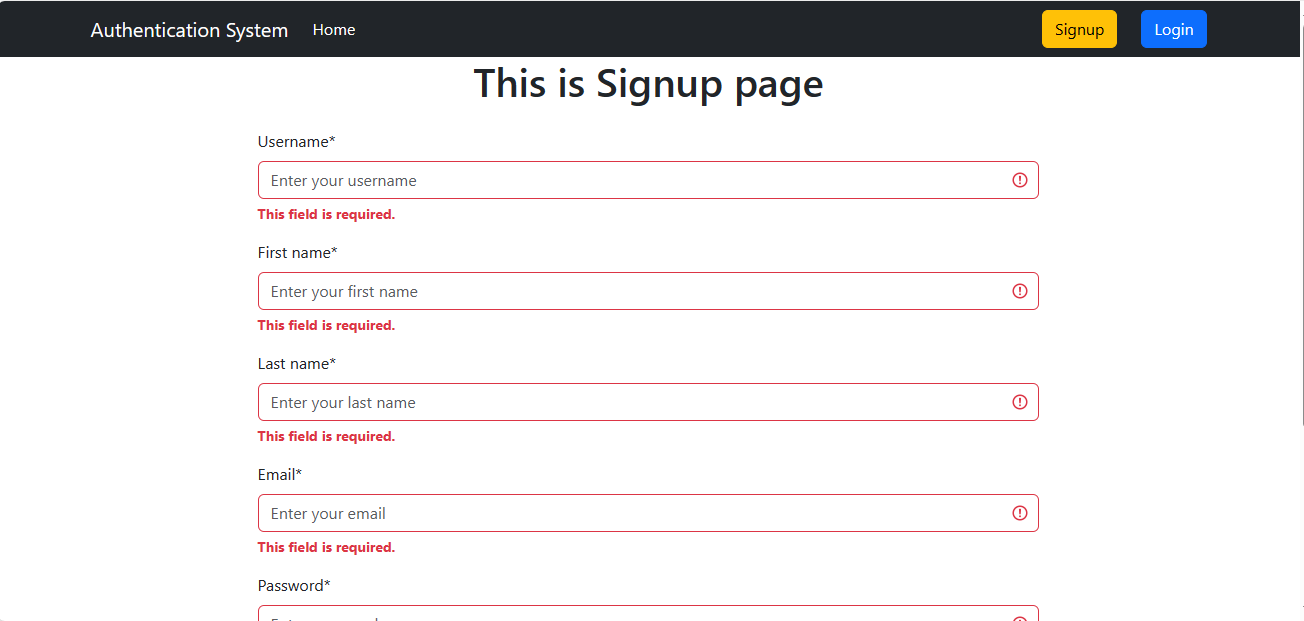 Authentication System Home Signup Login
This is Signup page
Username*
Enter your username
This field is required.
First name*
Enter your first name
This field is required.
Last name*
Enter your last name
This field is required.
Email*
Enter your email
This field is required.
Password*